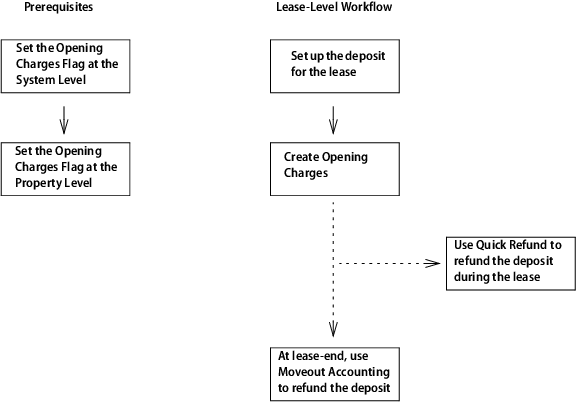 Prerequisites
Set the Opening
Charges Flag at the
System Level
Set the Opening
Charges Flag at the
Property Level
Lease-Level Workflow
Set up the deposit
for the lease
Create Opening
Charges
Use Quick Refund to
refund the deposit
during the lease
At lease-end, use
Moveout Accounting
to refund the deposit